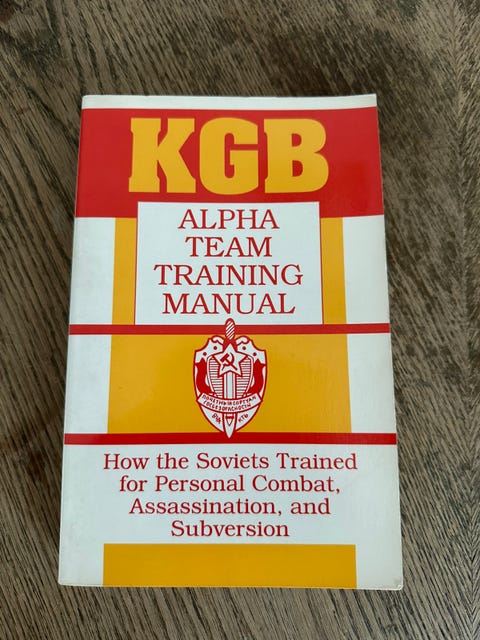 KGB
ALPHA
TEAM
TRAINING
MANUAL
How the Soviets Trained
for Personal Combat,
Assassination, and
Subversion